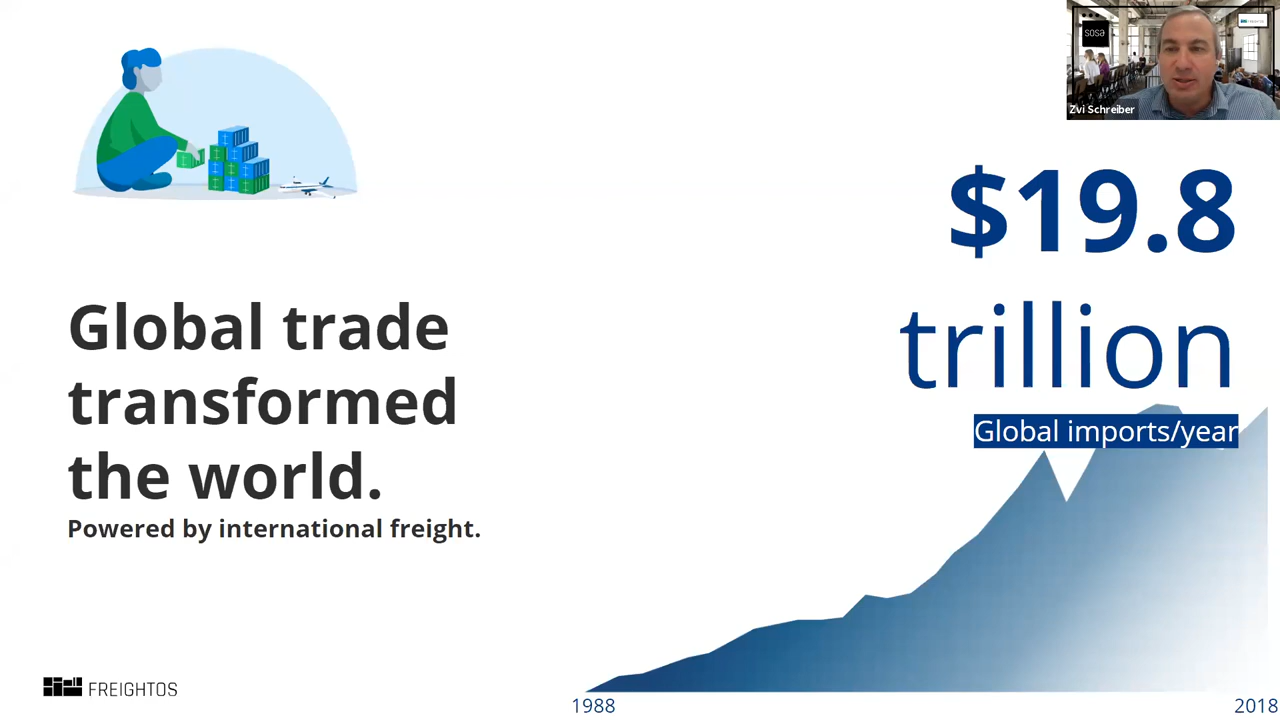 sosa
Zvi Schreiber
$19.8
trillion
Global imports/year
Global trade
transformed
the world.
Powered by international freight.
FREIGHTOS
1988
2018